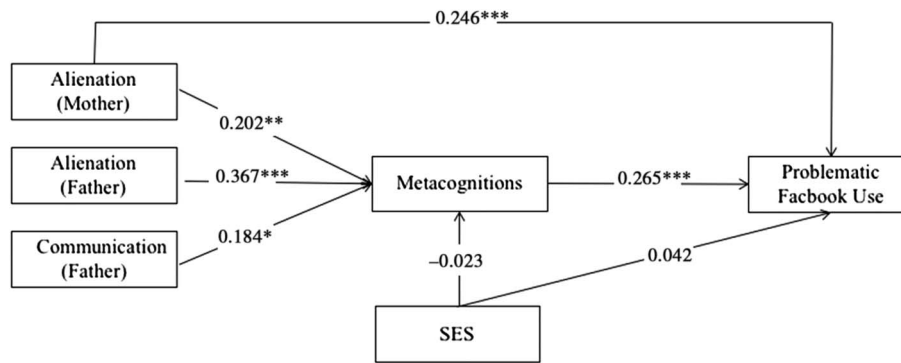 0.246***
Alienation
(Mother)
0.202**
Alienation
(Father)
0.367***
Metacognitions
0.265***
Problematic
Facbook Use
Communication
(Father)
0.184*
–0.023
0.042
SES